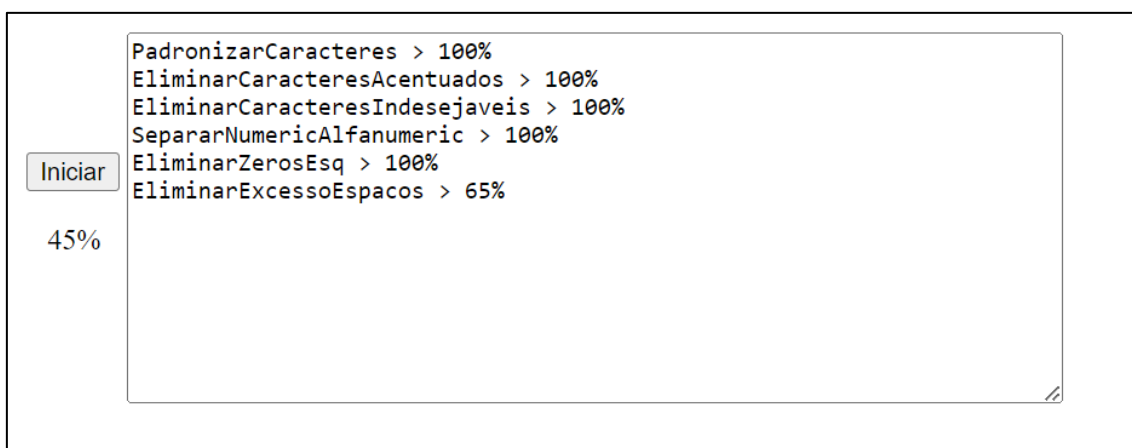 Iniciar
45%
PadronizarCaracteres > 100%
EliminarCaracteresAcentuados > 100%
EliminarCaracteresIndesejaveis > 100%
SepararNumericAlfanumeric > 100%
EliminarZerosEsq > 100%
EliminarExcessoEspacos > 65%